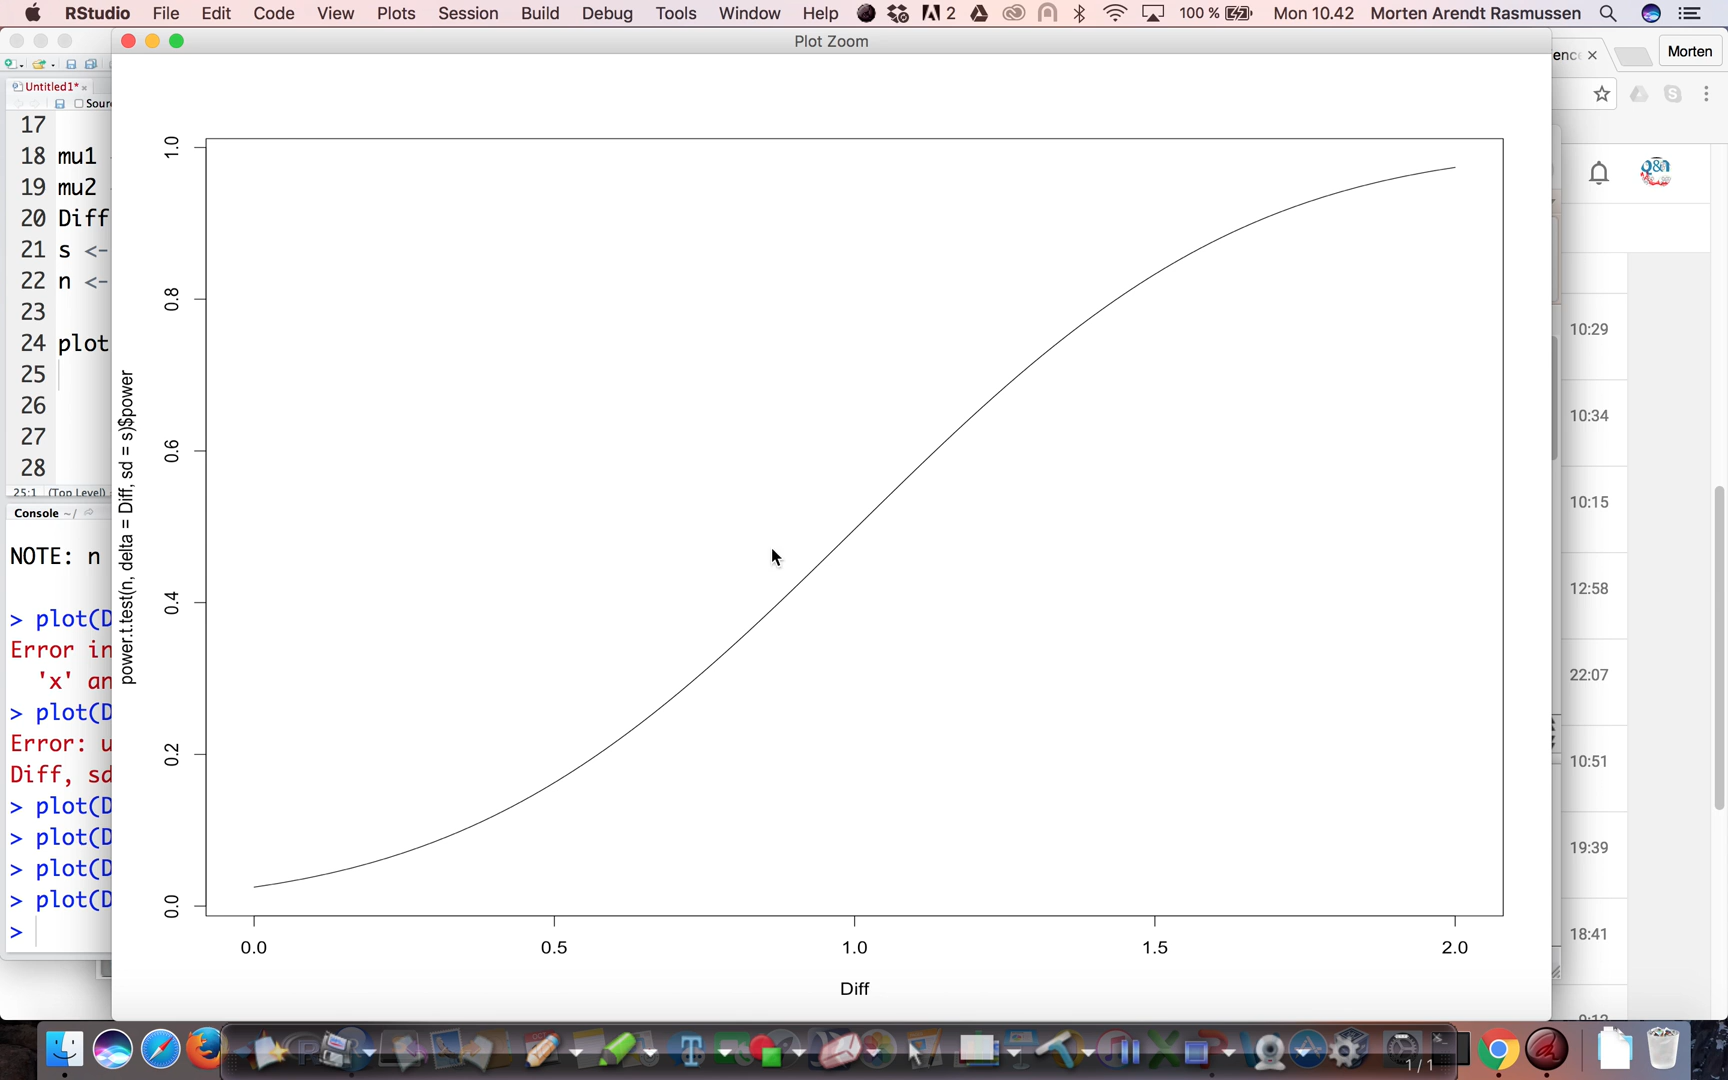 RStudio File Edit Code View Plots Session Build Debug Tools Window Help 2 100 % Mon 10.42 Morten Arendt Rasmussen
Plot Zoom
Morten
Untitled1*
17
18 mu1
19 mu2
20 Diff
21 s <-
22 n <-
23
24 plot
25
26
27
28
25:1 (Top Level)
Console ~/
NOTE: n
> plot(D
Error in
'x' an
> plot(D
Error: u
Diff, sd
> plot(D
> plot(D
> plot(D
> plot(D
>
power.t.test(n, delta = Diff, sd = s)$power
1.0
0.8
0.6
0.4
0.2
0.0
0.0 0.5 1.0 1.5 2.0
Diff
Q&n
10:29
10:34
10:15
12:58
22:07
10:51
19:39
18:41
1/1